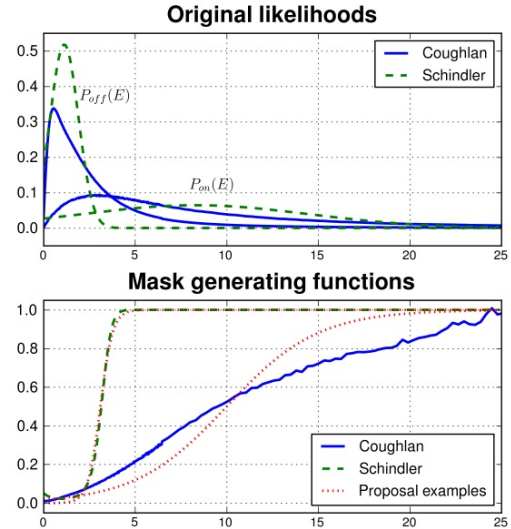 Original likelihoods
0.5
0.4
0.3
0.2
0.1
0.0
Coughlan
Schindler
P_off(E)
P_on(E)
0 5 10 15 20 25
Mask generating functions
1.0
0.8
0.6
0.4
0.2
0.0
Coughlan
Schindler
Proposal examples
0 5 10 15 20 25